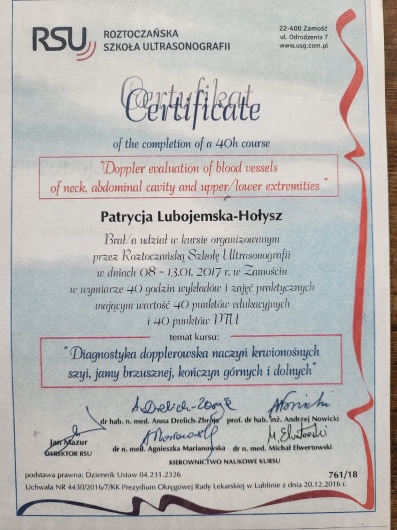 RSU
ROZTOCZAŃSKA
SZKOŁA ULTRASONOGRAFII
22-400 Zamość
ul. Odrodzenia 7
www.usg.com.pl
Certyfikat
Certificate
of the completion of a 40h course
"Doppler evaluation of blood vessels
of neck, abdominal cavity and upper/lower extremities"
Patrycja Lubojemska-Hołysz
Brał/a udział w kursie organizowanym
przez Roztoczańską Szkołę Ultrasonografii
w dniach 08 - 13.01. 2017 r. w Zamościu
w wymiarze 40 godzin wykładów i zajęć praktycznych
mającym wartość 40 punktów edukacyjnych
i 40 punktów PTU
temat kursu:
"Diagnostyka dopplerowska naczyń krwionośnych
szyi, jamy brzusznej, kończyn górnych i dolnych"
dr hab. n. med. Anna Drelich-Zbroja
prof. dr hab. inż. Andrzej Nowicki
Jan Mazur
DYREKTOR RSU
dr n. med. Agnieszka Marianowska
dr n. med. Michał Elwertowski
KIEROWNICTWO NAUKOWE KURSU
podstawa prawna: Dziennik Ustaw 04.231.2326
761/18
Uchwała NR 4430/2016/7/KK Prezydium Okręgowej Rady Lekarskiej w Lublinie z dnia 20.12.2016 r.